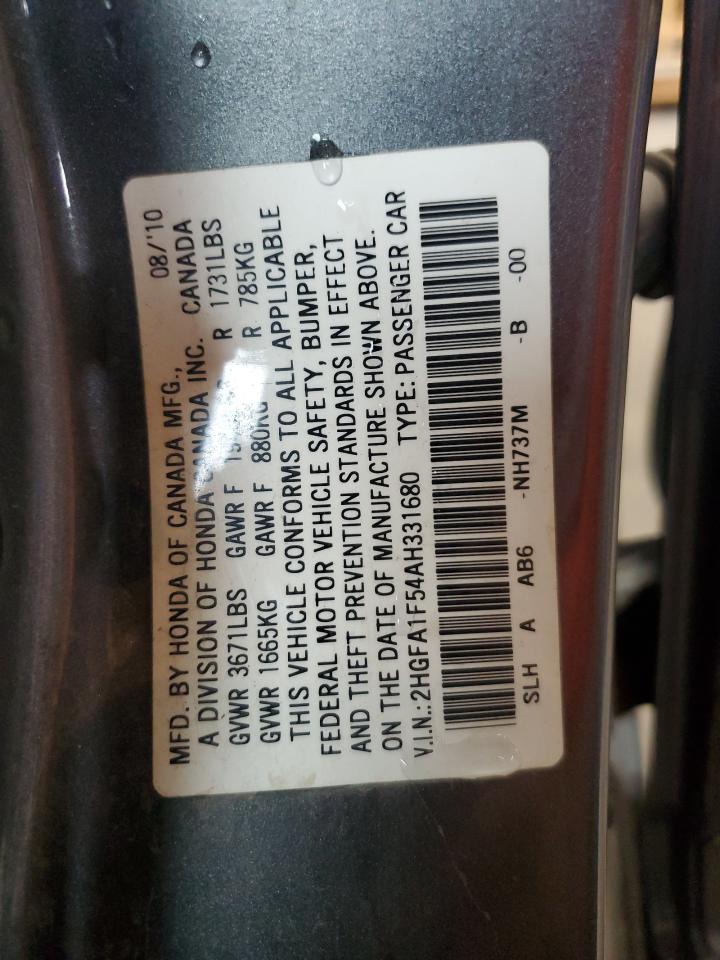 08/'10
MFD. BY HONDA OF CANADA MFG.,
A DIVISION OF HONDA CANADA INC. CANADA
GVWR 3671LBS GAWR F R 1731LBS
GVWR 1665KG GAWR F 880KG R 785KG
THIS VEHICLE CONFORMS TO ALL APPLICABLE
FEDERAL MOTOR VEHICLE SAFETY, BUMPER,
AND THEFT PREVENTION STANDARDS IN EFFECT
ON THE DATE OF MANUFACTURE SHOWN ABOVE.
V.I.N.: 2HGFA1F54AH331680 TYPE: PASSENGER CAR
SLH A AB6 -NH737M -B -00